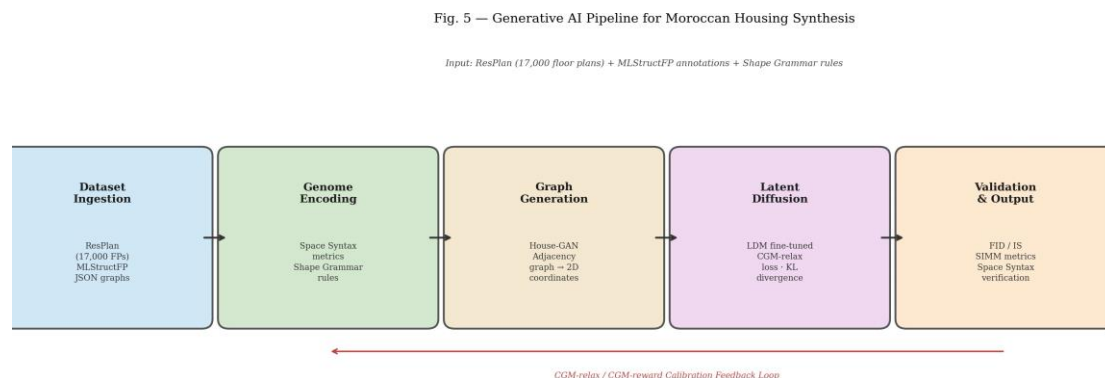 Fig. 5 — Generative AI Pipeline for Moroccan Housing Synthesis
Input: ResPlan (17,000 floor plans) + MLStructFP annotations + Shape Grammar rules
Dataset
Ingestion
ResPlan
(17,000 FPs)
MLStructFP
JSON graphs
Genome
Encoding
Space Syntax
metrics
Shape Grammar
rules
Graph
Generation
House-GAN
Adjacency
graph → 2D
coordinates
Latent
Diffusion
LDM fine-tuned
CGM-relax
loss · KL
divergence
Validation
& Output
FID / IS
SIMM metrics
Space Syntax
verification
CGM-relax / CGM-reward Calibration Feedback Loop